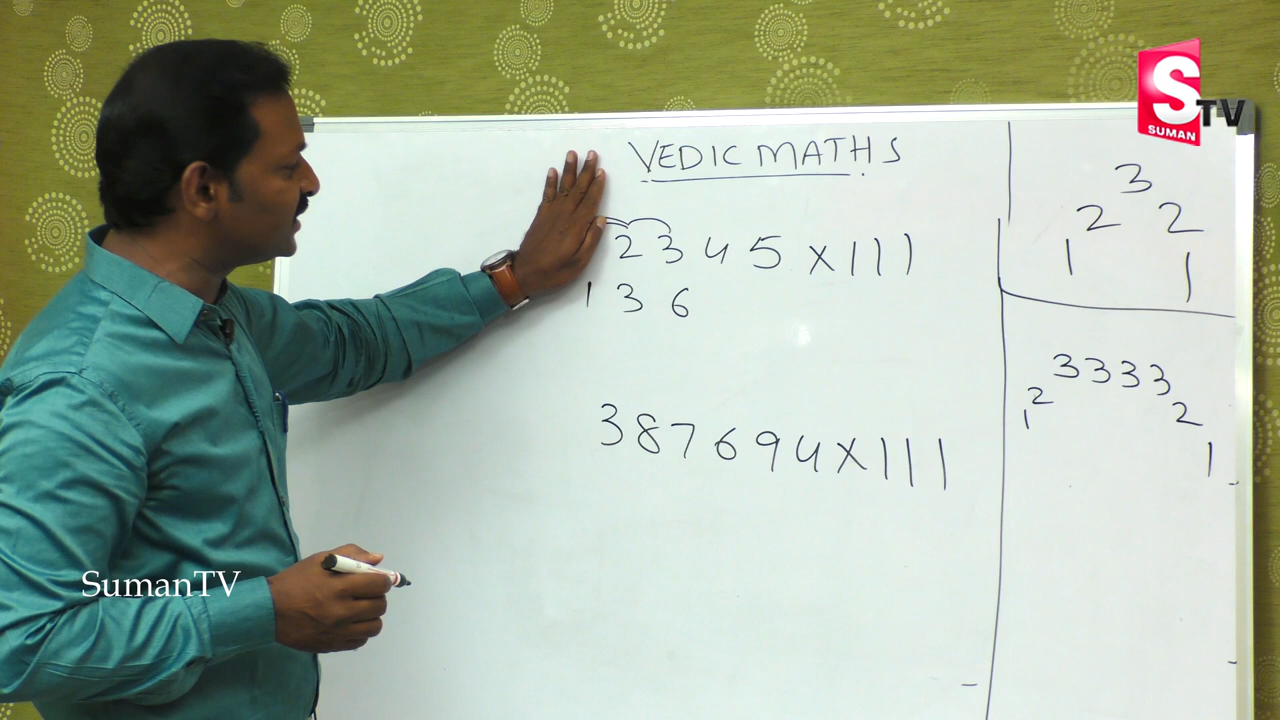 VEDIC MATHS
2345 x 111
136
387694 x 111
3
2 2
1 1
3333
2 2
1 1
S TV
SUMAN
SumanTV